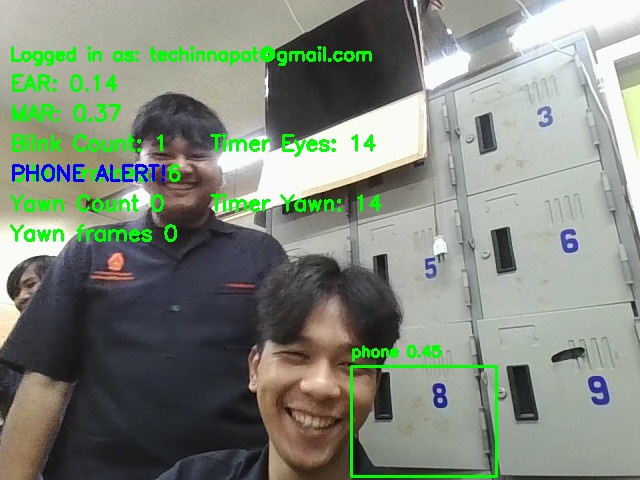 Logged in as: techinnapat@gmail.com
EAR: 0.14
MAR: 0.37
Blink Count: 1 Timer Eyes: 14
PHONE ALERT! 6
Yawn Count 0 Timer Yawn: 14
Yawn frames 0
phone 0.45
3
6
5
8
9